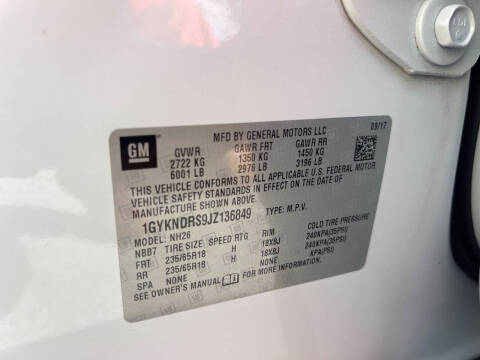 LGT
09/17
GM
MFD BY GENERAL MOTORS LLC
GVWR GAWR FRT GAWR RR
2722 KG 1350 KG 1450 KG
6001 LB 2976 LB 3196 LB
THIS VEHICLE CONFORMS TO ALL APPLICABLE U.S. FEDERAL MOTOR
VEHICLE SAFETY STANDARDS IN EFFECT ON THE DATE OF
MANUFACTURE SHOWN ABOVE.
1GYKNDRS9JZ136849 TYPE: M.P.V.
MODEL: NH26
NBB7 TIRE SIZE SPEED RTG RIM COLD TIRE PRESSURE
FRT 235/65R18 H 18X8J 240KPA(35PSI)
RR 235/65R18 H 18X8J 240KPA(35PSI)
SPA NONE NONE KPA(PSI)
SEE OWNER'S MANUAL FOR MORE INFORMATION.